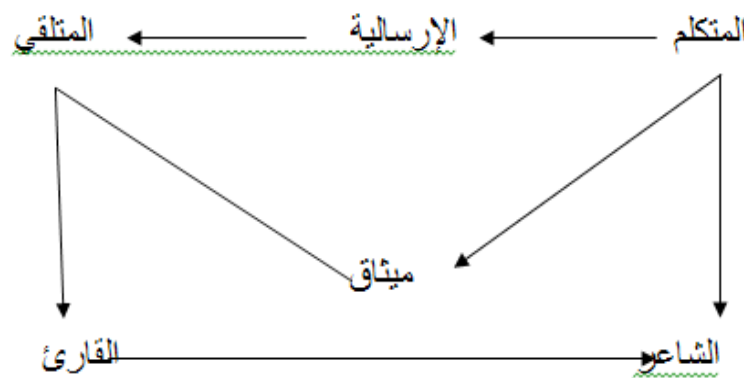 المتكلم الإرسالية المتلقي
ميثاق
الشاعر القارئ